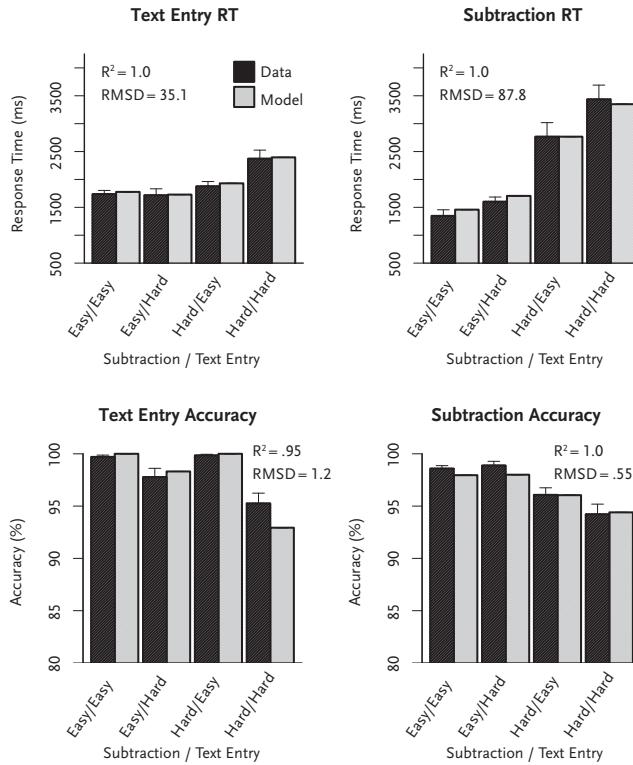 Text Entry RT
R² = 1.0
RMSD = 35.1
Data
Model
Response Time (ms)
3500
2500
1500
500
Easy/Easy
Easy/Hard
Hard/Easy
Hard/Hard
Subtraction / Text Entry
Subtraction RT
R² = 1.0
RMSD = 87.8
Response Time (ms)
3500
2500
1500
500
Easy/Easy
Easy/Hard
Hard/Easy
Hard/Hard
Subtraction / Text Entry
Text Entry Accuracy
R² = .95
RMSD = 1.2
Accuracy (%)
100
95
90
85
80
Easy/Easy
Easy/Hard
Hard/Easy
Hard/Hard
Subtraction / Text Entry
Subtraction Accuracy
R² = 1.0
RMSD = .55
Accuracy (%)
100
95
90
85
80
Easy/Easy
Easy/Hard
Hard/Easy
Hard/Hard
Subtraction / Text Entry